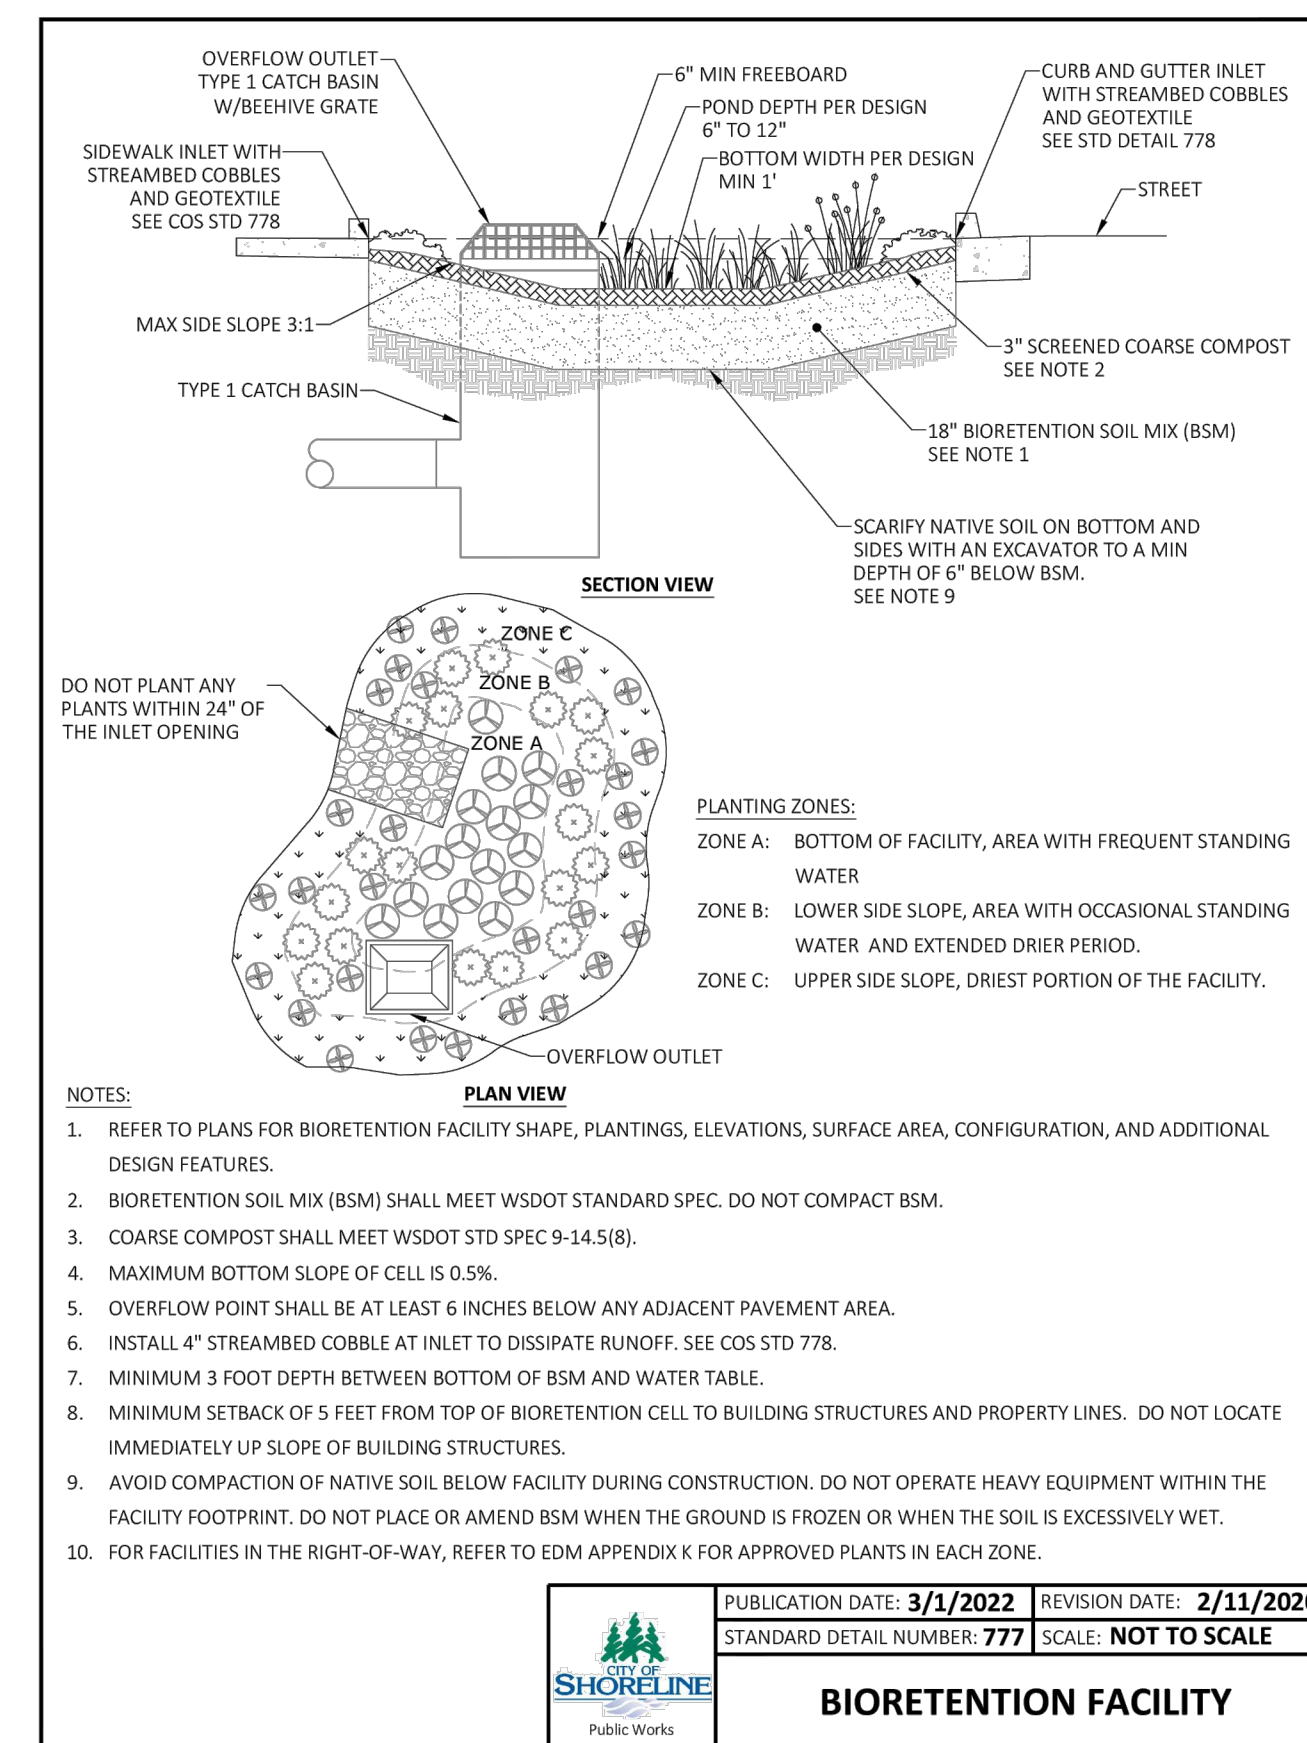 OVERFLOW OUTLET
TYPE 1 CATCH BASIN
W/BEEHIVE GRATE
6" MIN FREEBOARD
POND DEPTH PER DESIGN
6" TO 12"
BOTTOM WIDTH PER DESIGN
MIN 1'
CURB AND GUTTER INLET
WITH STREAMBED COBBLES
AND GEOTEXTILE
SEE STD DETAIL 778
SIDEWALK INLET WITH
STREAMBED COBBLES
AND GEOTEXTILE
SEE COS STD 778
STREET
MAX SIDE SLOPE 3:1
TYPE 1 CATCH BASIN
3" SCREENED COARSE COMPOST
SEE NOTE 2
18" BIORETENTION SOIL MIX (BSM)
SEE NOTE 1
SCARIFY NATIVE SOIL ON BOTTOM AND
SIDES WITH AN EXCAVATOR TO A MIN
DEPTH OF 6" BELOW BSM.
SEE NOTE 9
SECTION VIEW
ZONE C
ZONE B
ZONE A
DO NOT PLANT ANY
PLANTS WITHIN 24" OF
THE INLET OPENING
PLANTING ZONES:
ZONE A: BOTTOM OF FACILITY, AREA WITH FREQUENT STANDING
WATER
ZONE B: LOWER SIDE SLOPE, AREA WITH OCCASIONAL STANDING
WATER AND EXTENDED DRIER PERIOD.
ZONE C: UPPER SIDE SLOPE, DRIEST PORTION OF THE FACILITY.
OVERFLOW OUTLET
PLAN VIEW
NOTES:
1. REFER TO PLANS FOR BIORETENTION FACILITY SHAPE, PLANTINGS, ELEVATIONS, SURFACE AREA, CONFIGURATION, AND ADDITIONAL
DESIGN FEATURES.
2. BIORETENTION SOIL MIX (BSM) SHALL MEET WSDOT STANDARD SPEC. DO NOT COMPACT BSM.
3. COARSE COMPOST SHALL MEET WSDOT STD SPEC 9-14.5(8).
4. MAXIMUM BOTTOM SLOPE OF CELL IS 0.5%.
5. OVERFLOW POINT SHALL BE AT LEAST 6 INCHES BELOW ANY ADJACENT PAVEMENT AREA.
6. INSTALL 4" STREAMBED COBBLE AT INLET TO DISSIPATE RUNOFF. SEE COS STD 778.
7. MINIMUM 3 FOOT DEPTH BETWEEN BOTTOM OF BSM AND WATER TABLE.
8. MINIMUM SETBACK OF 5 FEET FROM TOP OF BIORETENTION CELL TO BUILDING STRUCTURES AND PROPERTY LINES. DO NOT LOCATE
IMMEDIATELY UP SLOPE OF BUILDING STRUCTURES.
9. AVOID COMPACTION OF NATIVE SOIL BELOW FACILITY DURING CONSTRUCTION. DO NOT OPERATE HEAVY EQUIPMENT WITHIN THE
FACILITY FOOTPRINT. DO NOT PLACE OR AMEND BSM WHEN THE GROUND IS FROZEN OR WHEN THE SOIL IS EXCESSIVELY WET.
10. FOR FACILITIES IN THE RIGHT-OF-WAY, REFER TO EDM APPENDIX K FOR APPROVED PLANTS IN EACH ZONE.
PUBLICATION DATE: 3/1/2022
REVISION DATE:
STANDARD DETAIL NUMBER: 777
SCALE: NOT TO SCALE
CITY OF
SHORELINE
Public Works
BIORETENTION FACILITY